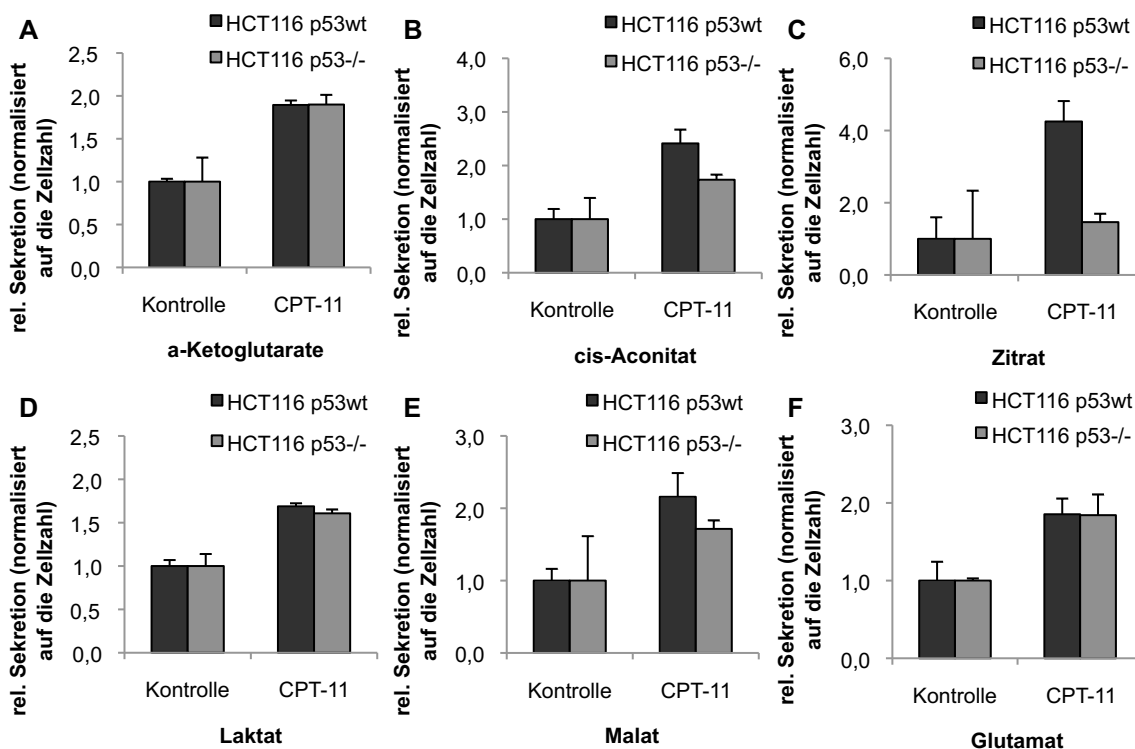 A
HCT116 p53wt
HCT116 p53-/-
rel. Sekretion (normalisiert
auf die Zellzahl)
2,5
2,0
1,5
1,0
0,5
0,0
Kontrolle CPT-11
a-Ketoglutarate
B
HCT116 p53wt
HCT116 p53-/-
rel. Sekretion (normalisiert
auf die Zellzahl)
4,0
3,0
2,0
1,0
0,0
Kontrolle CPT-11
cis-Aconitat
C
HCT116 p53wt
HCT116 p53-/-
rel. Sekretion (normalisiert
auf die Zellzahl)
6,0
4,0
2,0
0,0
Kontrolle CPT-11
Zitrat
D
HCT116 p53wt
HCT116 p53-/-
rel. Sekretion (normalisiert
auf die Zellzahl)
2,5
2,0
1,5
1,0
0,5
0,0
Kontrolle CPT-11
Laktat
E
HCT116 p53wt
HCT116 p53-/-
rel. Sekretion (normalisiert
auf die Zellzahl)
3,0
2,0
1,0
0,0
Kontrolle CPT-11
Malat
F
HCT116 p53wt
HCT116 p53-/-
rel. Sekretion (normalisiert
auf die Zellzahl)
3,0
2,0
1,0
0,0
Kontrolle CPT-11
Glutamat